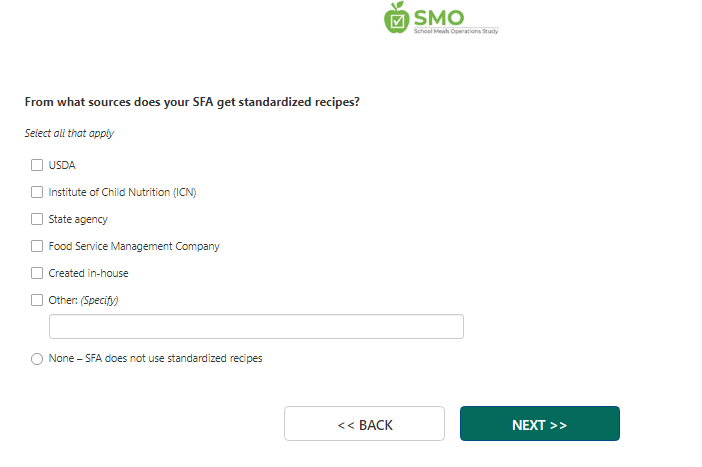 SMO
School Meals Operations Study
From what sources does your SFA get standardized recipes?
Select all that apply
USDA
Institute of Child Nutrition (ICN)
State agency
Food Service Management Company
Created in-house
Other: (Specify)
None – SFA does not use standardized recipes
<< BACK
NEXT >>